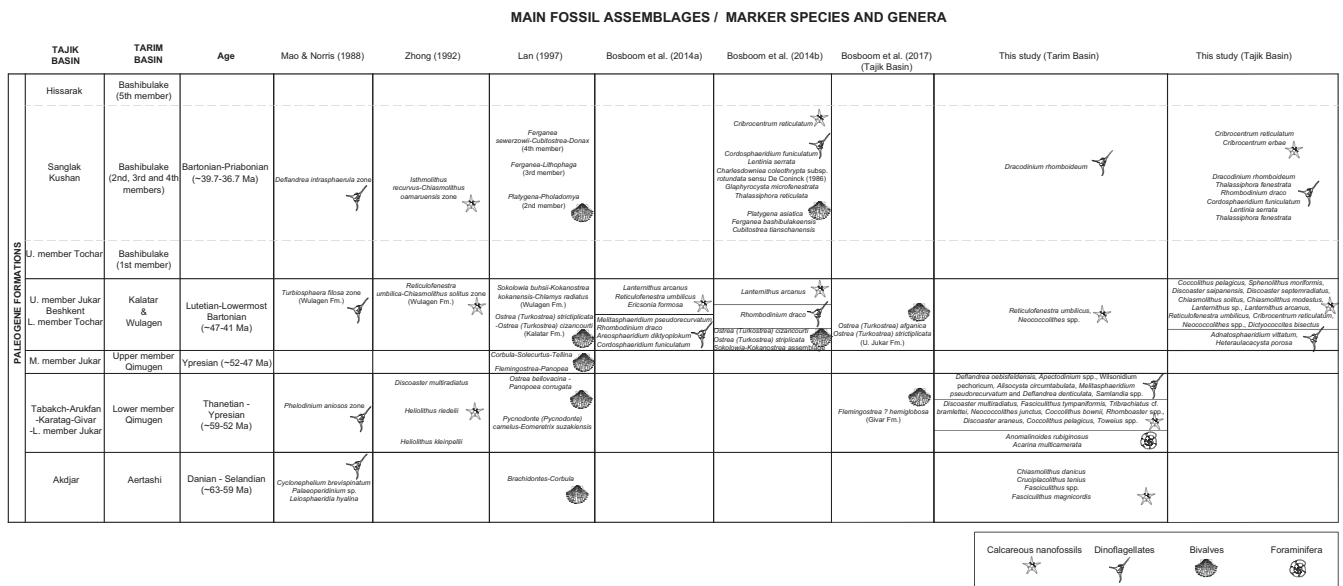 MAIN FOSSIL ASSEMBLAGES / MARKER SPECIES AND GENERA
TAJIK
BASIN
TARIM
BASIN
Age
Mao & Norris (1988)
Zhong (1992)
Lan (1997)
Bosboom et al. (2014a)
Bosboom et al. (2014b)
Bosboom et al. (2017)
(Tajik Basin)
This study (Tarim Basin)
This study (Tajik Basin)
PALEOGENE FORMATIONS
Hissarak
Bashibulake
(5th member)
Sanglak
Kushan
Bashibulake
(2nd, 3rd and 4th
members)
Bartonian-Priabonian
(~39.7-36.7 Ma)
Deflandrea intrasphaerula zone
Isthmolithus
recurvus-Chiasmolithus
oamaruensis zone
Ferganea
sewerzowii-Cubitostrea-Donax
(4th member)
Ferganea-Lithophaga
(3rd member)
Platygena-Pholadomya
(2nd member)
Cribrocentrum reticulatum
Cordosphaeridium funiculatum
Lentinia serrata
Charlesdowniea coleothrypta subsp.
rotundata sensu De Coninck (1986)
Glaphyrocysta microfenestrata
Thalassiphora reticulata
Platygena asiatica
Ferganea bashibulakeensis
Cubitostrea tianschanensis
Dracodinium rhomboideum
Cribrocentrum reticulatum
Cribrocentrum erbae
Dracodinium rhomboideum
Thalassiphora fenestrata
Rhombodinium draco
Cordosphaeridium funiculatum
Lentinia serrata
Thalassiphora fenestrata
U. member Tochar
Bashibulake
(1st member)
U. member Jukar
Beshkent
L. member Tochar
Kalatar
&
Wulagen
Lutetian-Lowermost
Bartonian
(~47-41 Ma)
Turbiosphaera filosa zone
(Wulagen Fm.)
Reticulofenestra
umbilica-Chiasmolithus solitus zone
(Wulagen Fm.)
Sokolowia buhsii-Kokanostrea
kokanensis-Chlamys radiatus
(Wulagen Fm.)
Ostrea (Turkostrea) strictiplicata
-Ostrea (Turkostrea) cizancourti
(Kalatar Fm.)
Lanternithus arcanus
Reticulofenestra umbilicus
Ericsonia formosa
Melitasphaeridium pseudorecurvatum
Rhombodinium draco
Areosphaeridium diktyoplokum
Cordosphaeridium funiculatum
Lanternithus arcanus
Rhombodinium draco
Ostrea (Turkostrea) cizancourti
Ostrea (Turkostrea) striplicata
Sokolowia-Kokanostrea assemblage
Ostrea (Turkostrea) afganica
Ostrea (Turkostrea) strictiplicata
(U. Jukar Fm.)
Reticulofenestra umbilicus,
Neococcolithes spp.
Coccolithus pelagicus, Sphenolithus moriformis,
Discoaster saipanensis, Discoaster septemradiatus,
Chiasmolithus solitus, Chiasmolithus modestus,
Lanternithus sp., Lanternithus arcanus,
Reticulofenestra umbilicus, Cribrocentrum reticulatum,
Neococcolithes spp., Dictyococcites bisectus
Adnatosphaeridium vittatum,
Heteraulacacysta porosa
M. member Jukar
Upper member
Qimugen
Ypresian (~52-47 Ma)
Corbula-Solecurtus-Tellina
Flemingostrea-Panopea
Tabakch-Arukfan
-Karatag-Givar
-L. member Jukar
Lower member
Qimugen
Thanetian -
Ypresian
(~59-52 Ma)
Phelodinium aniosos zone
Discoaster multiradiatus
Heliolithus riedelii
Heliolithus kleinpellii
Ostrea bellovacina -
Panopoea corrugata
Pycnodonte (Pycnodonte)
camelus-Eomeretrix suzakiensis
Flemingostrea ? hemiglobosa
(Givar Fm.)
Deflandrea oebisfeldensis, Apectodinium spp., Wilsonidium
pechoricum, Alisocysta circumtabulata, Melitasphaeridium
pseudorecurvatum and Deflandrea denticulata, Samlandia spp.
Discoaster multiradiatus, Fasciculithus tympaniformis, Tribrachiatus cf.
bramlettei, Neococcolithes junctus, Coccolithus bownii, Rhomboaster spp.,
Discoaster araneus, Coccolithus pelagicus, Toweius spp.
Anomalinoides rubiginosus
Acarina multicamerata
Akdjar
Aertashi
Danian - Selandian
(~63-59 Ma)
Cyclonephelium brevispinatum
Palaeoperidinium sp.
Leiosphaeridia hyalina
Brachidontes-Corbula
Chiasmolithus danicus
Cruciplacolithus tenius
Fasciculithus spp.
Fasciculithus magnicordis
Calcareous nanofossils
Dinoflagellates
Bivalves
Foraminifera